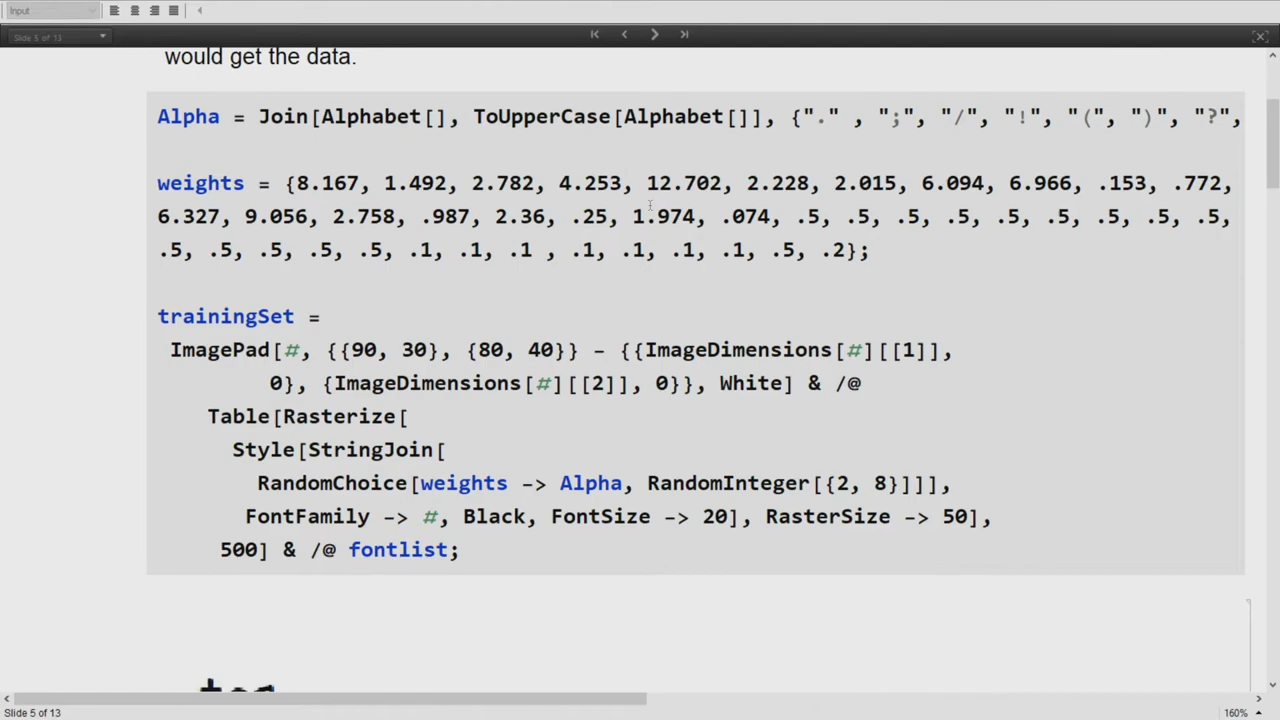 Input
Slide 5 of 13
would get the data.
Alpha = Join[Alphabet[], ToUpperCase[Alphabet[]], {"." , ";", "/", "!", "(", ")", "?",
weights = {8.167, 1.492, 2.782, 4.253, 12.702, 2.228, 2.015, 6.094, 6.966, .153, .772,
6.327, 9.056, 2.758, .987, 2.36, .25, 1.974, .074, .5, .5, .5, .5, .5, .5, .5, .5, .5,
.5, .5, .5, .5, .5, .1, .1, .1 , .1, .1, .1, .1, .5, .2};
trainingSet =
ImagePad[#, {{90, 30}, {80, 40}} - {{ImageDimensions[#][[1]],
0}, {ImageDimensions[#][[2]], 0}}, White] & /@
Table[Rasterize[
Style[StringJoin[
RandomChoice[weights -> Alpha, RandomInteger[{2, 8}]]],
FontFamily -> #, Black, FontSize -> 20], RasterSize -> 50],
500] & /@ fontlist;
Slide 5 of 13
160%